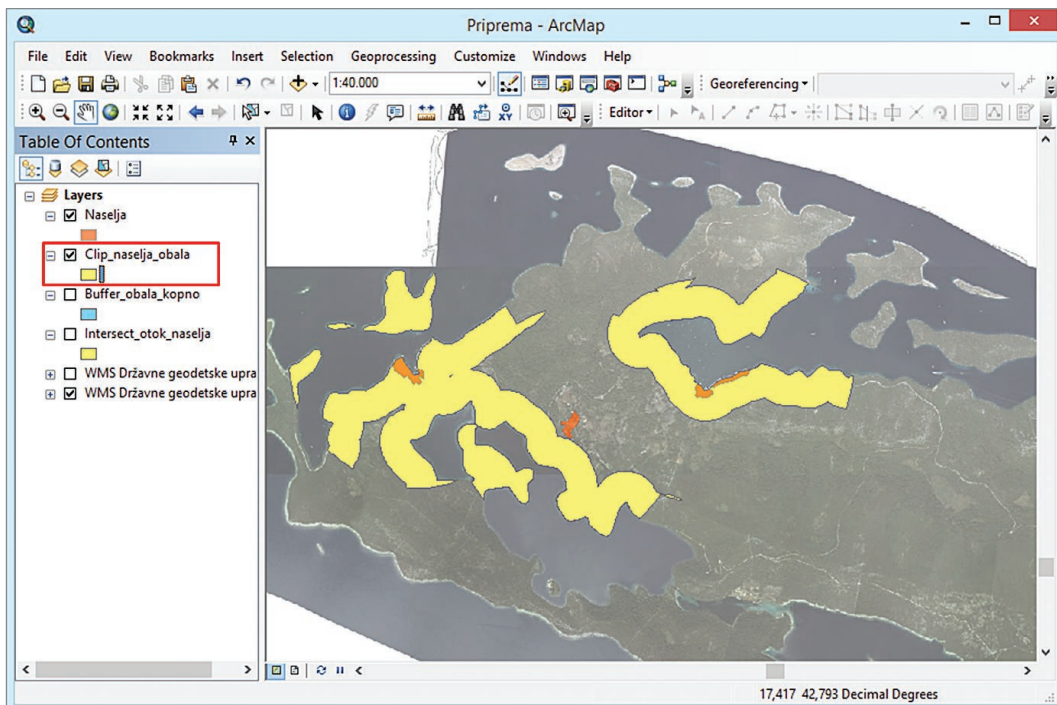 Priprema - ArcMap
File Edit View Bookmarks Insert Selection Geoprocessing Customize Windows Help
1:40.000 Georeferencing
Editor
Table Of Contents
Layers
Naselja
Clip_naselja_obala
Buffer_obala_kopno
Intersect_otok_naselja
WMS Državne geodetske upra
WMS Državne geodetske upra
17,417 42,793 Decimal Degrees